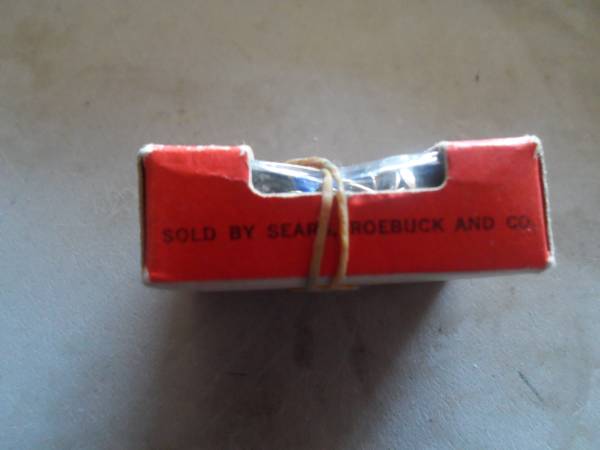 SOLD BY SEARS, ROEBUCK AND CO.